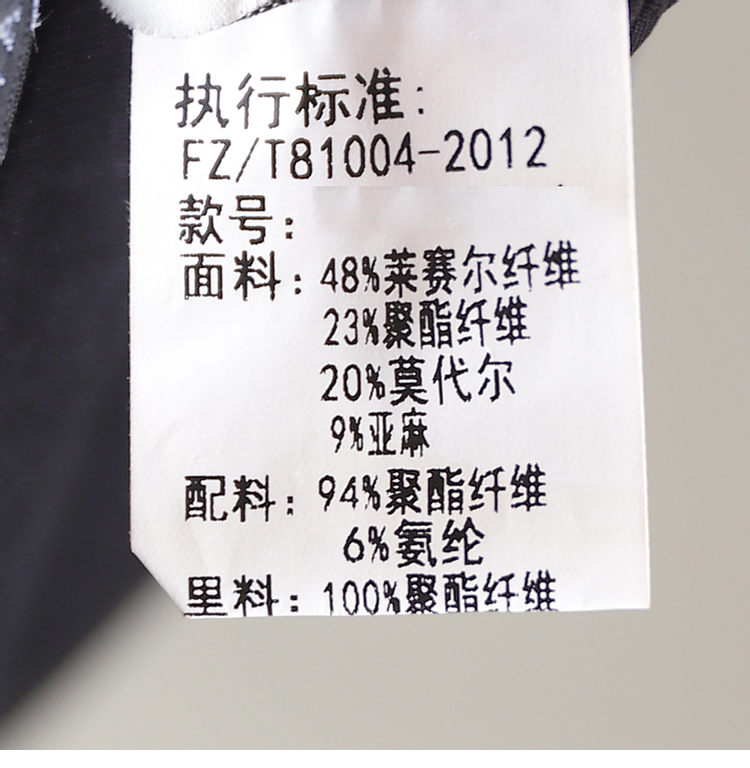 执行标准:
FZ/T81004-2012
款号:
面料:48%莱赛尔纤维
23%聚酯纤维
20%莫代尔
9%亚麻
配料:94%聚酯纤维
6%氨纶
里料:100%聚酯纤维